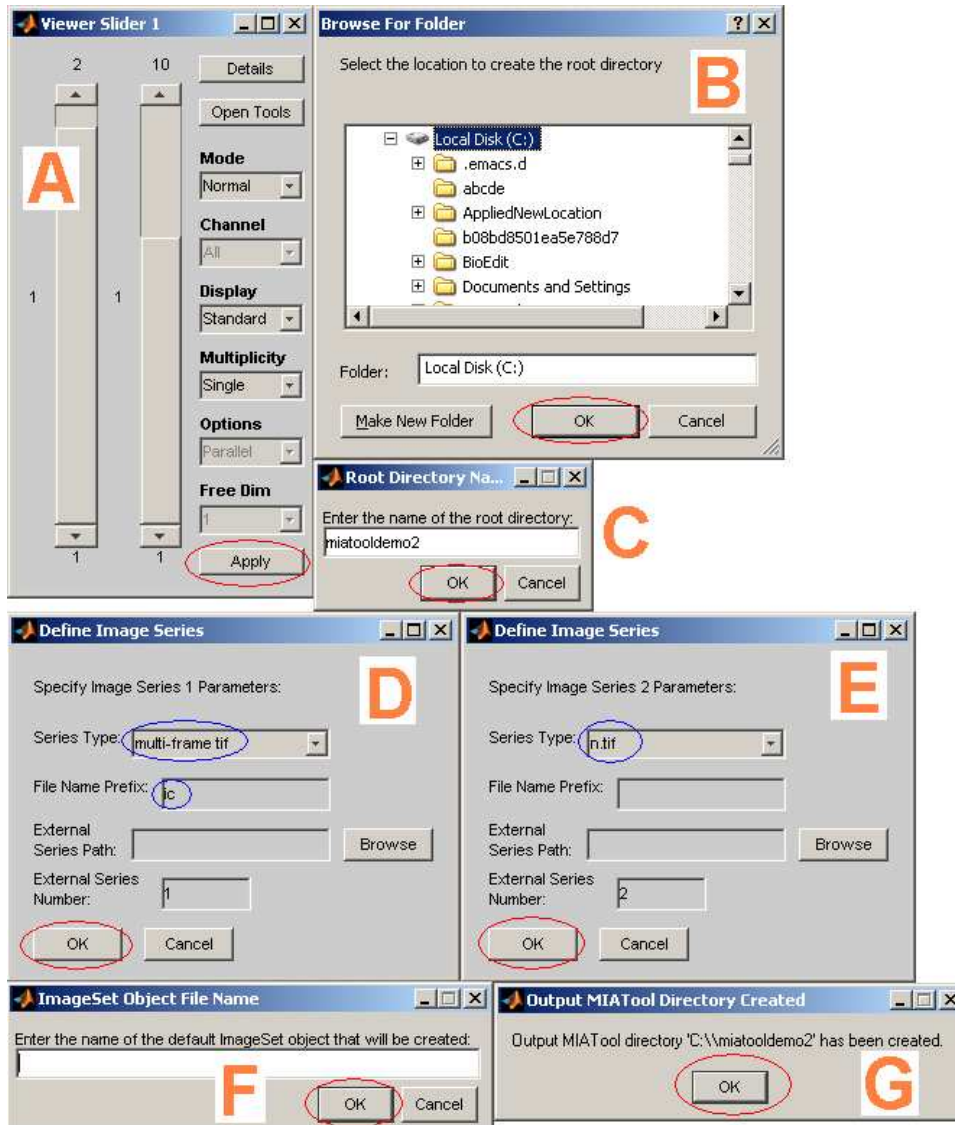 Viewer Slider 1
2 10
Details
Open Tools
A
Mode
Normal
Channel
All
Display
Standard
1 1
Multiplicity
Single
Options
Parallel
Free Dim
1
1 1
Apply
Browse For Folder
Select the location to create the root directory
B
Local Disk (C:)
.emacs.d
abcde
AppliedNewLocation
b08bd8501ea5e788d7
BioEdit
Documents and Settings
Folder: Local Disk (C:)
Make New Folder OK Cancel
Root Directory Na...
Enter the name of the root directory:
miatooldemo2
OK Cancel
C
Define Image Series
D
Specify Image Series 1 Parameters:
Series Type: multi-frame tif
File Name Prefix: ic
External
Series Path: Browse
External Series
Number: 1
OK Cancel
Define Image Series
E
Specify Image Series 2 Parameters:
Series Type: n.tif
File Name Prefix:
External
Series Path: Browse
External Series
Number: 2
OK Cancel
ImageSet Object File Name
Enter the name of the default ImageSet object that will be created:
F
OK Cancel
Output MIATool Directory Created
Output MIATool directory 'C:\\miatooldemo2' has been created.
OK
G